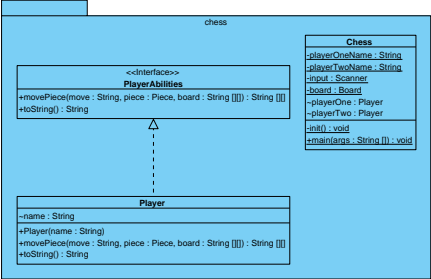 chess
<<Interface>>
PlayerAbilities
+movePiece(move : String, piece : Piece, board : String [][]) : String [][]
+toString() : String
Chess
-playerOneName : String
-playerTwoName : String
-input : Scanner
-board : Board
~playerOne : Player
~playerTwo : Player
-init() : void
+main(args : String []) : void
Player
~name : String
+Player(name : String)
+movePiece(move : String, piece : Piece, board : String [][]) : String [][]
+toString() : String